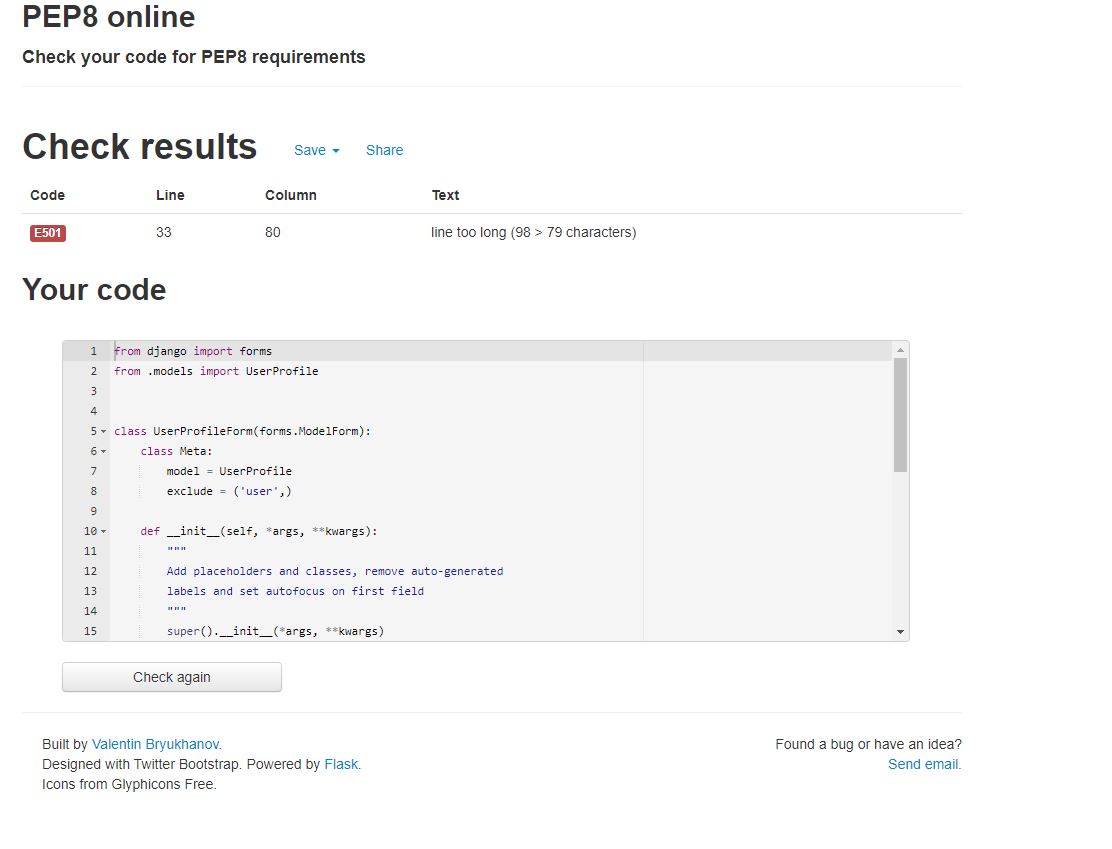 PEP8 online
Check your code for PEP8 requirements
Check results Save Share
Code Line Column Text
E501 33 80 line too long (98 > 79 characters)
Your code
1 from django import forms
2 from .models import UserProfile
3
4
5 class UserProfileForm(forms.ModelForm):
6     class Meta:
7         model = UserProfile
8         exclude = ('user',)
9
10     def __init__(self, *args, **kwargs):
11         """
12         Add placeholders and classes, remove auto-generated
13         labels and set autofocus on first field
14         """
15         super().__init__(*args, **kwargs)
Check again
Built by Valentin Bryukhanov. Found a bug or have an idea?
Designed with Twitter Bootstrap. Powered by Flask. Send email.
Icons from Glyphicons Free.